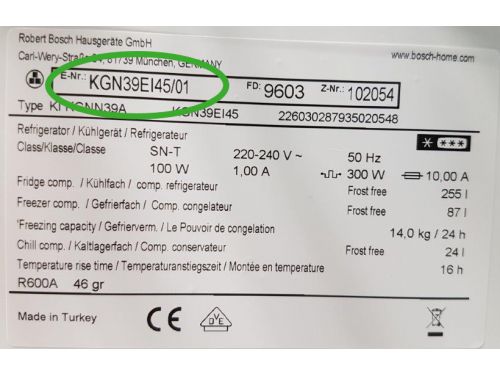 Robert Bosch Hausgeräte GmbH
Carl-Wery-Straße 34, 81739 München, GERMANY
www.bosch-home.com
E-Nr.: KGN39EI45/01 FD: 9603 Z-Nr.: 102054
Type KGNN39A KGN39EI45 226030287935020548
Refrigerator / Kühlgerät / Refrigerateur
Class/Klasse/Classe SN-T 220-240 V ~ 50 Hz
100 W 1,00 A 300 W 10,00 A
Fridge comp. / Kühlfach / comp. refrigerateur Frost free 255 l
Freezer comp. / Gefrierfach / Comp. congelateur Frost free 87 l
'Freezing capacity / Gefrierverm. / Le Pouvoir de congelation 14,0 kg / 24 h
Chill comp. / Kaltlagerfach / Comp. conservateur Frost free 24 l
Temperature rise time / Temperaturanstiegszeit / Montée en température 16 h
R600A 46 gr
Made in Turkey CE DVE